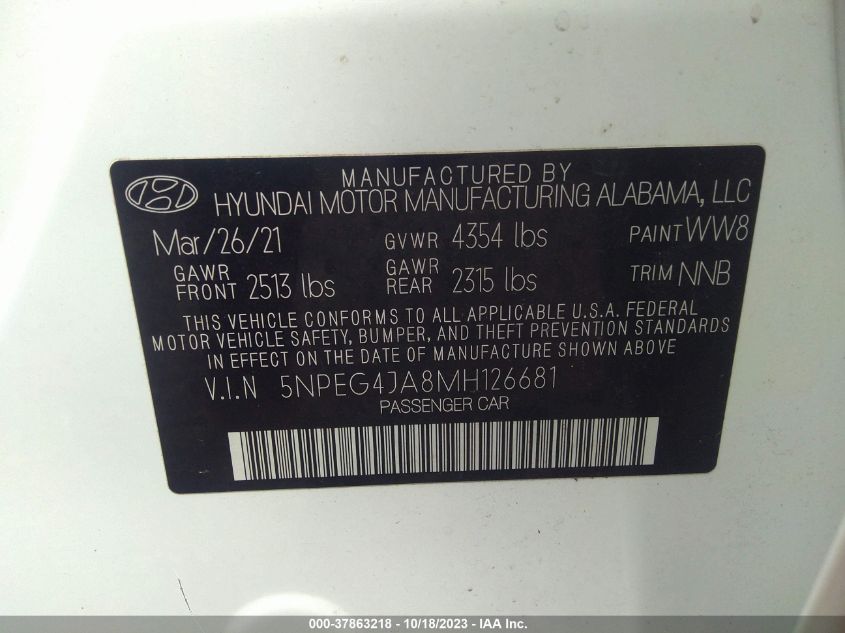 MANUFACTURED BY
HYUNDAI MOTOR MANUFACTURING ALABAMA, LLC
Mar/26/21 GVWR 4354 lbs PAINT WW8
GAWR FRONT 2513 lbs GAWR REAR 2315 lbs TRIM NNB
THIS VEHICLE CONFORMS TO ALL APPLICABLE U.S.A. FEDERAL
MOTOR VEHICLE SAFETY, BUMPER, AND THEFT PREVENTION STANDARDS
IN EFFECT ON THE DATE OF MANUFACTURE SHOWN ABOVE
V.I.N 5NPEG4JA8MH126681
PASSENGER CAR
000-37863218 - 10/18/2023 - IAA Inc.